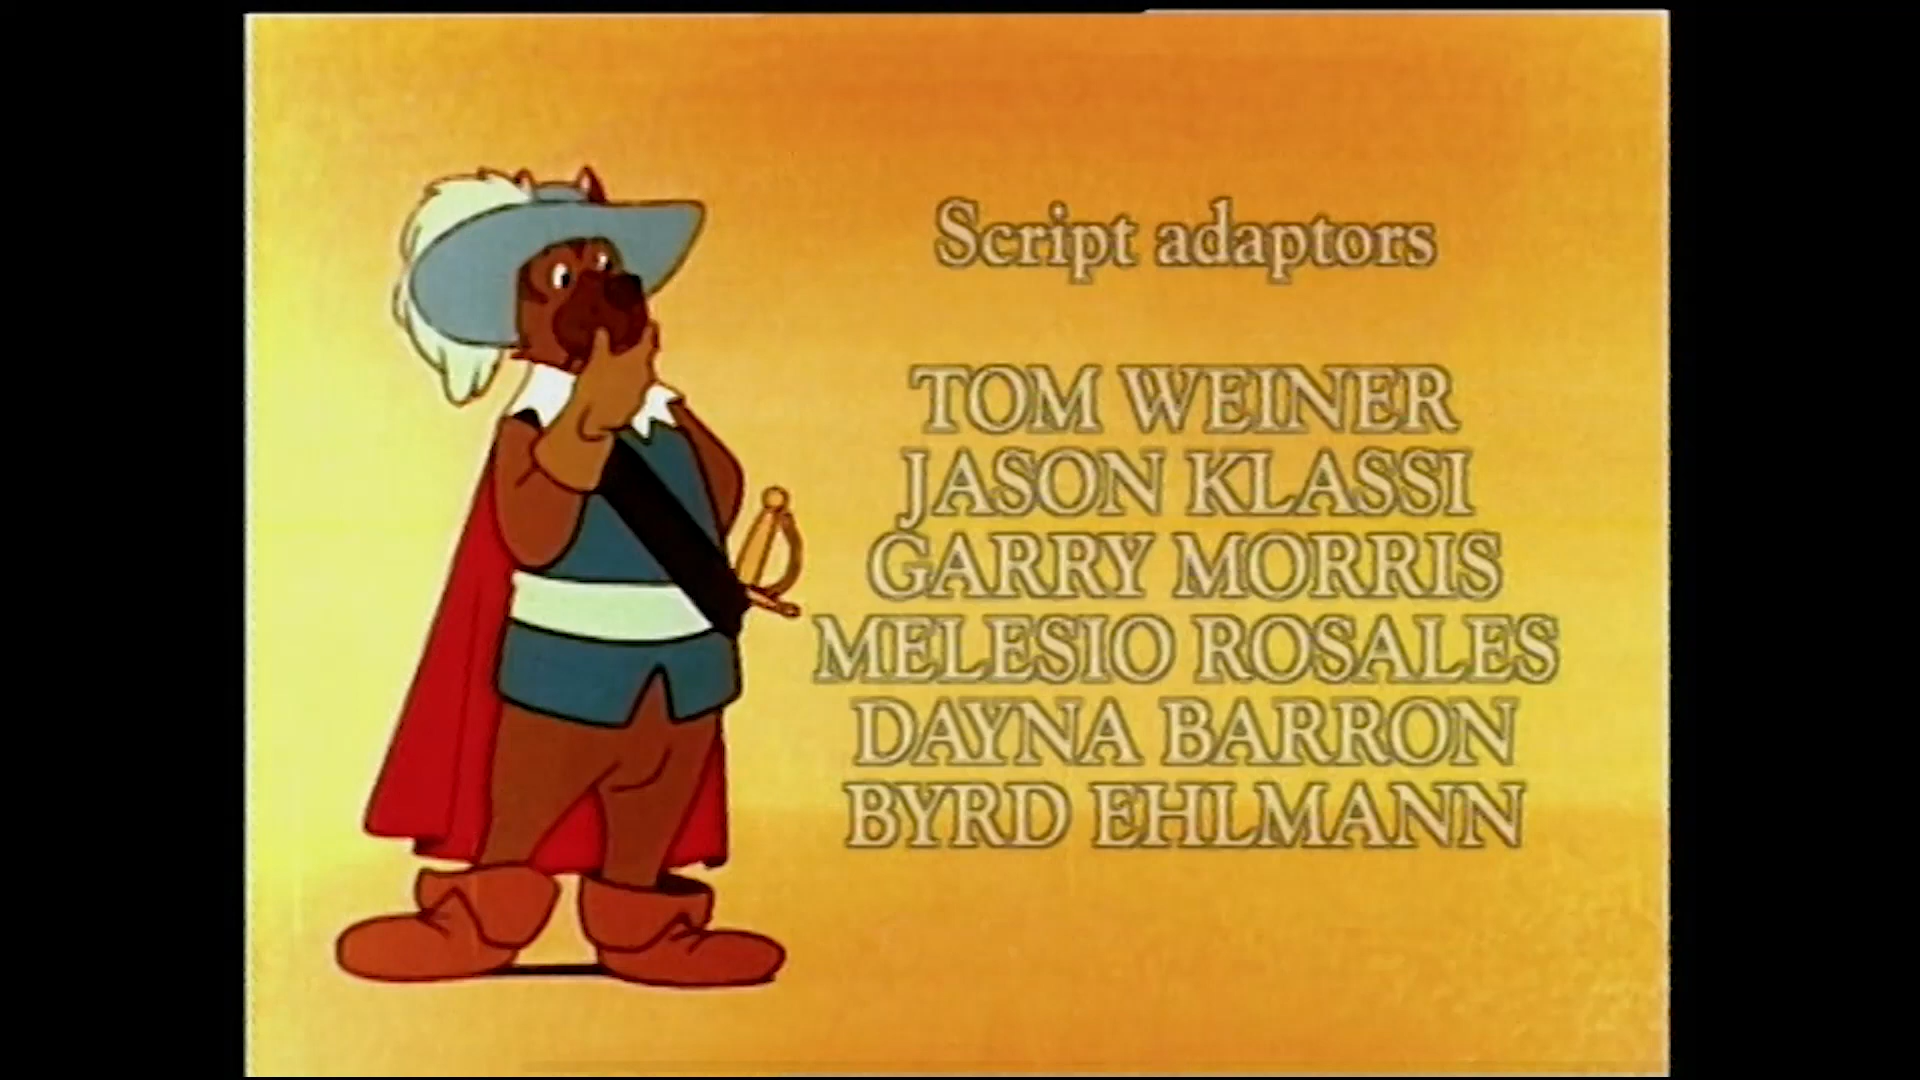 Script adaptors
TOM WEINER
JASON KLASSI
GARRY MORRIS
MELESIO ROSALES
DAYNA BARRON
BYRD EHLMANN